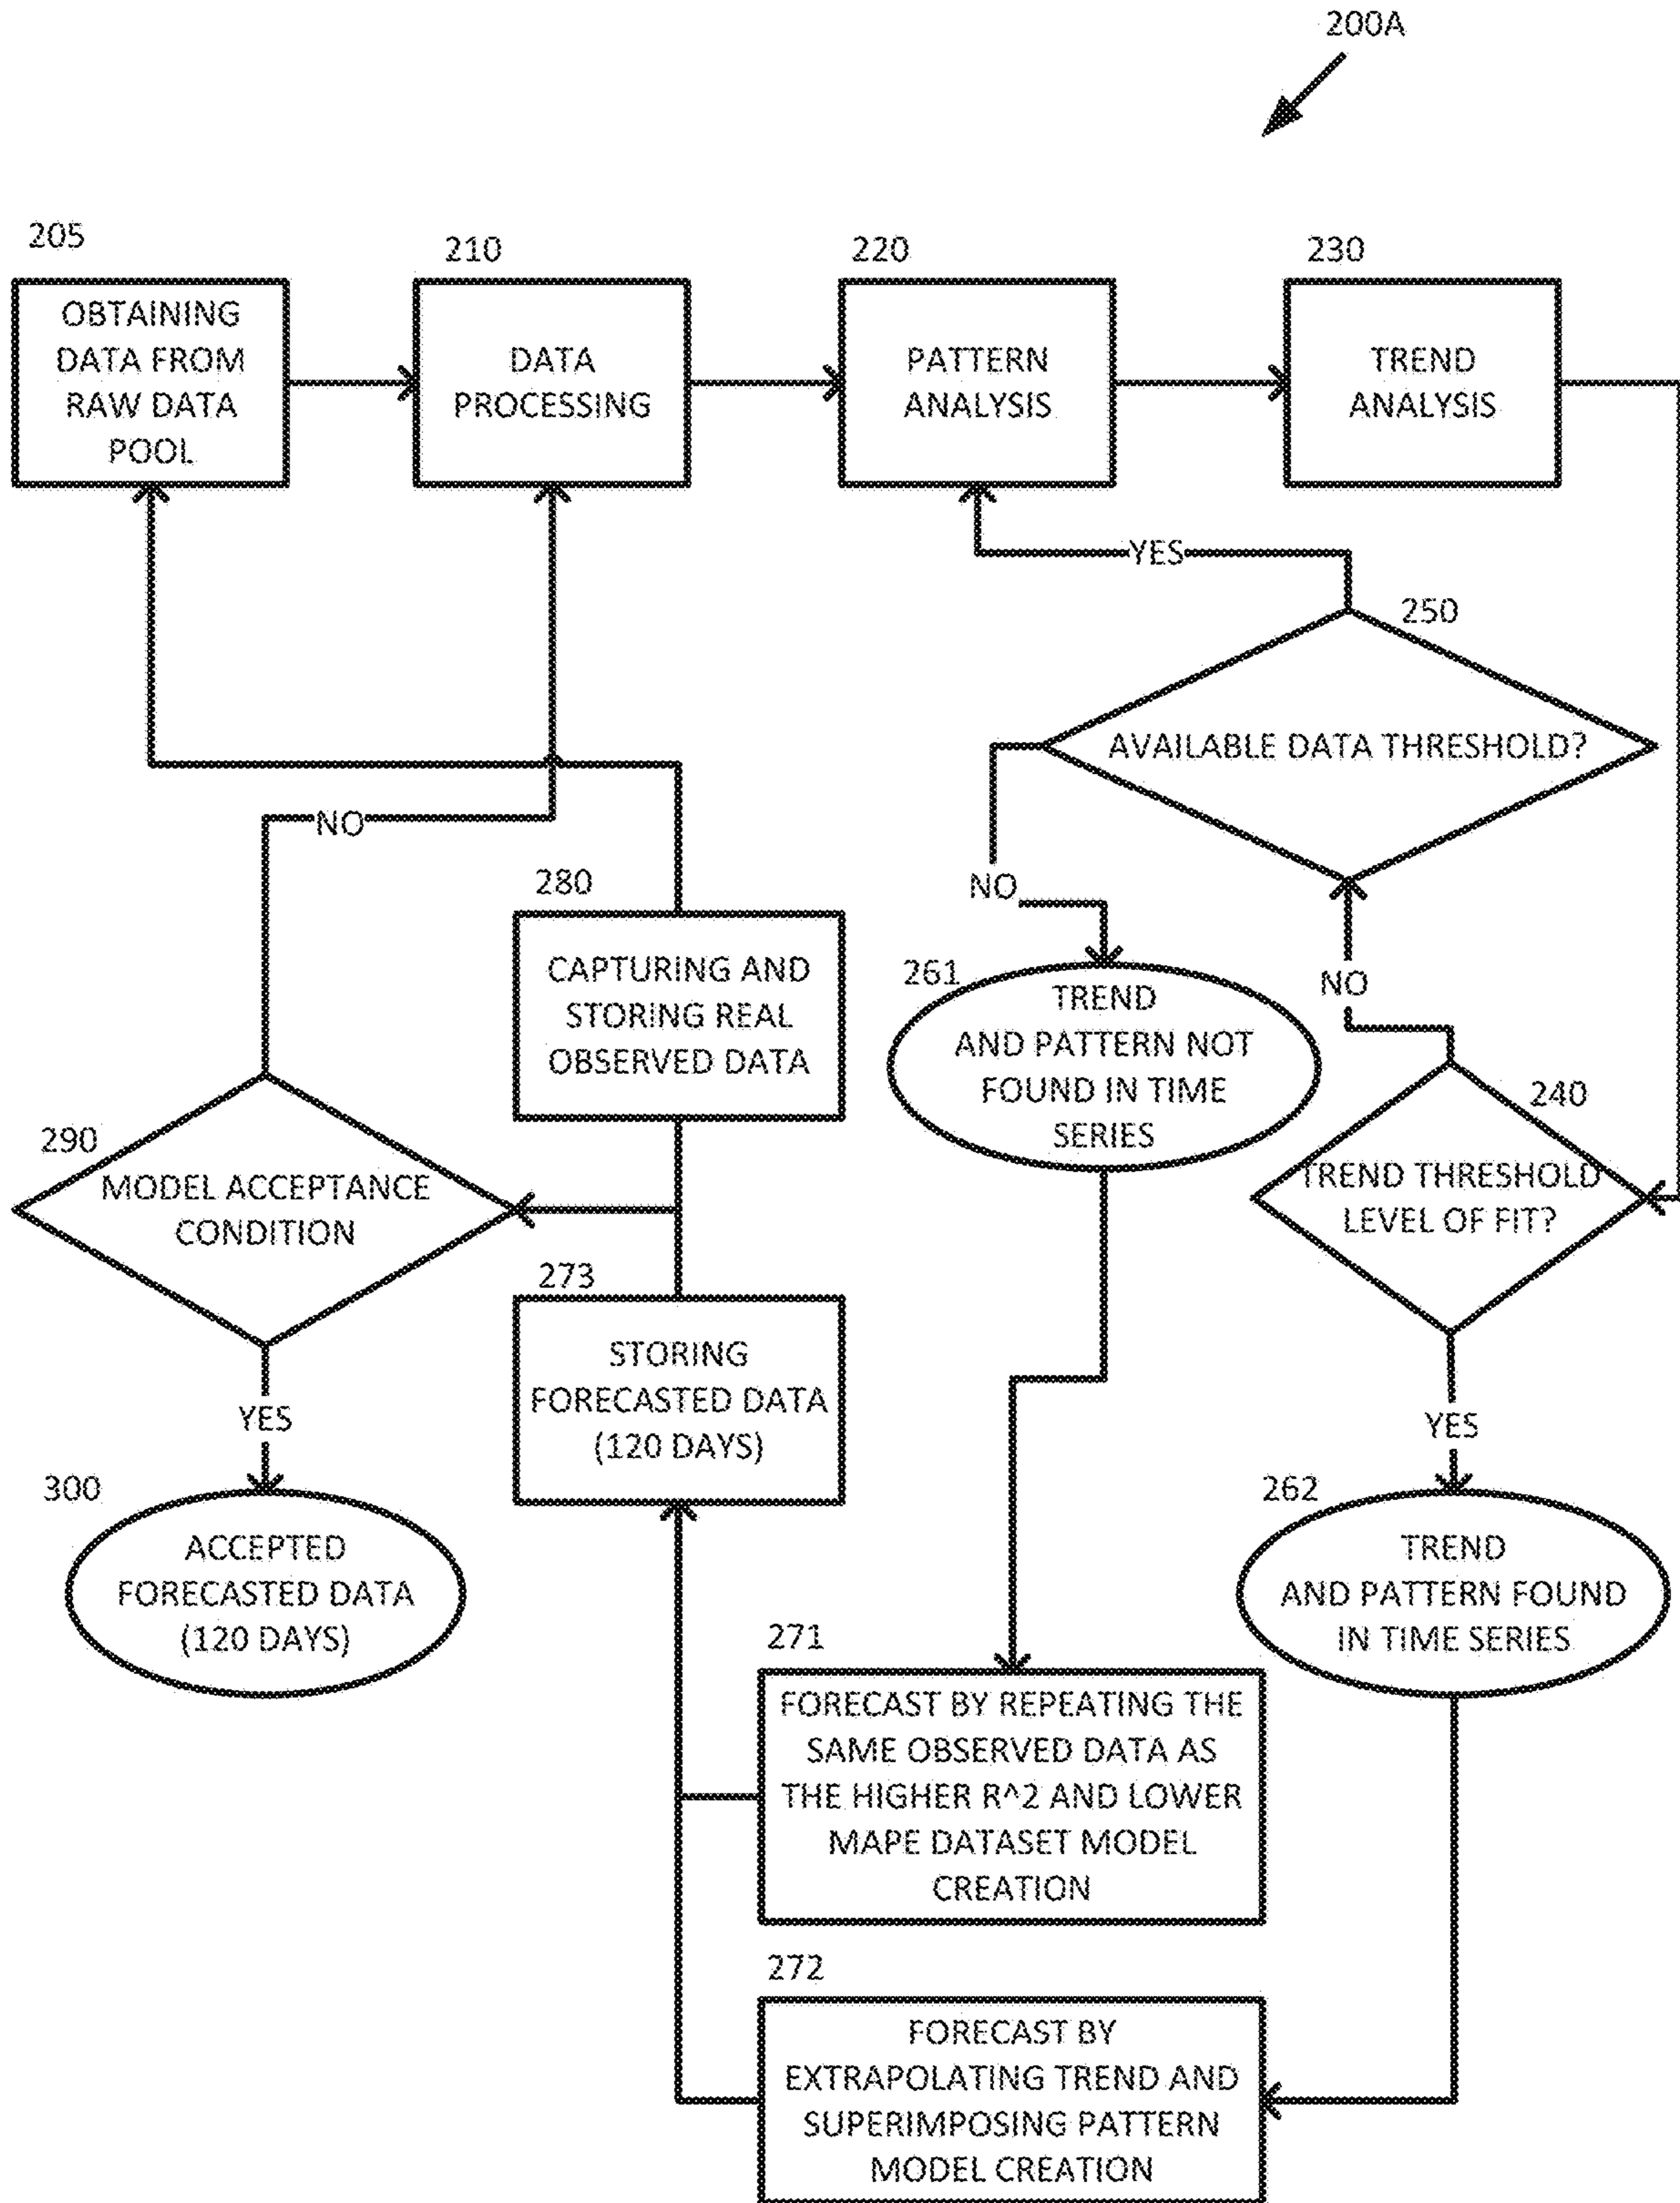 200A
205
OBTAINING
DATA FROM
RAW DATA
POOL
210
DATA
PROCESSING
220
PATTERN
ANALYSIS
230
TREND
ANALYSIS
YES
250
AVAILABLE DATA THRESHOLD?
NO
NO
280
CAPTURING AND
STORING REAL
OBSERVED DATA
261
TREND
AND PATTERN NOT
FOUND IN TIME
SERIES
NO
240
TREND THRESHOLD
LEVEL OF FIT?
290
MODEL ACCEPTANCE
CONDITION
273
STORING
FORECASTED DATA
(120 DAYS)
YES
YES
300
ACCEPTED
FORECASTED DATA
(120 DAYS)
262
TREND
AND PATTERN FOUND
IN TIME SERIES
271
FORECAST BY REPEATING THE
SAME OBSERVED DATA AS
THE HIGHER R^2 AND LOWER
MAPE DATASET MODEL
CREATION
272
FORECAST BY
EXTRAPOLATING TREND AND
SUPERIMPOSING PATTERN
MODEL CREATION